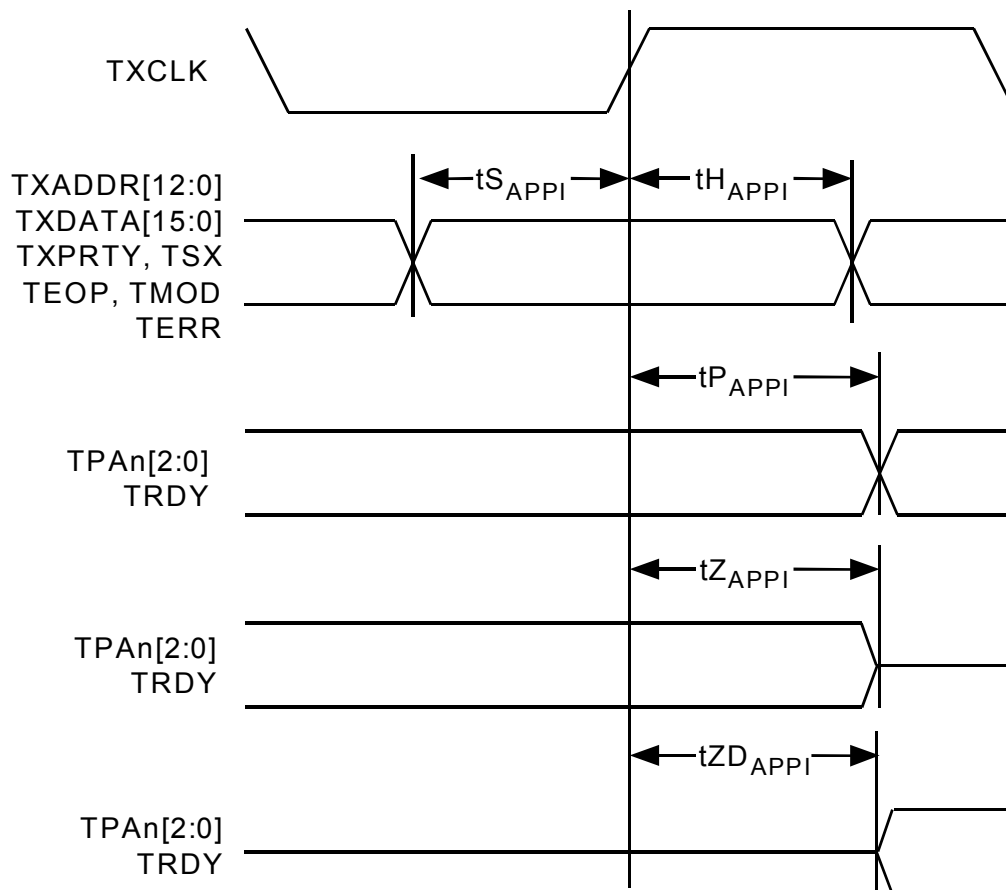 TXCLK
TXADDR[12:0]
TXDATA[15:0]
TXPRTY, TSX
TEOP, TMOD
TERR
tS_APPI
tH_APPI
tP_APPI
TPAn[2:0]
TRDY
tZ_APPI
TPAn[2:0]
TRDY
tZD_APPI
TPAn[2:0]
TRDY